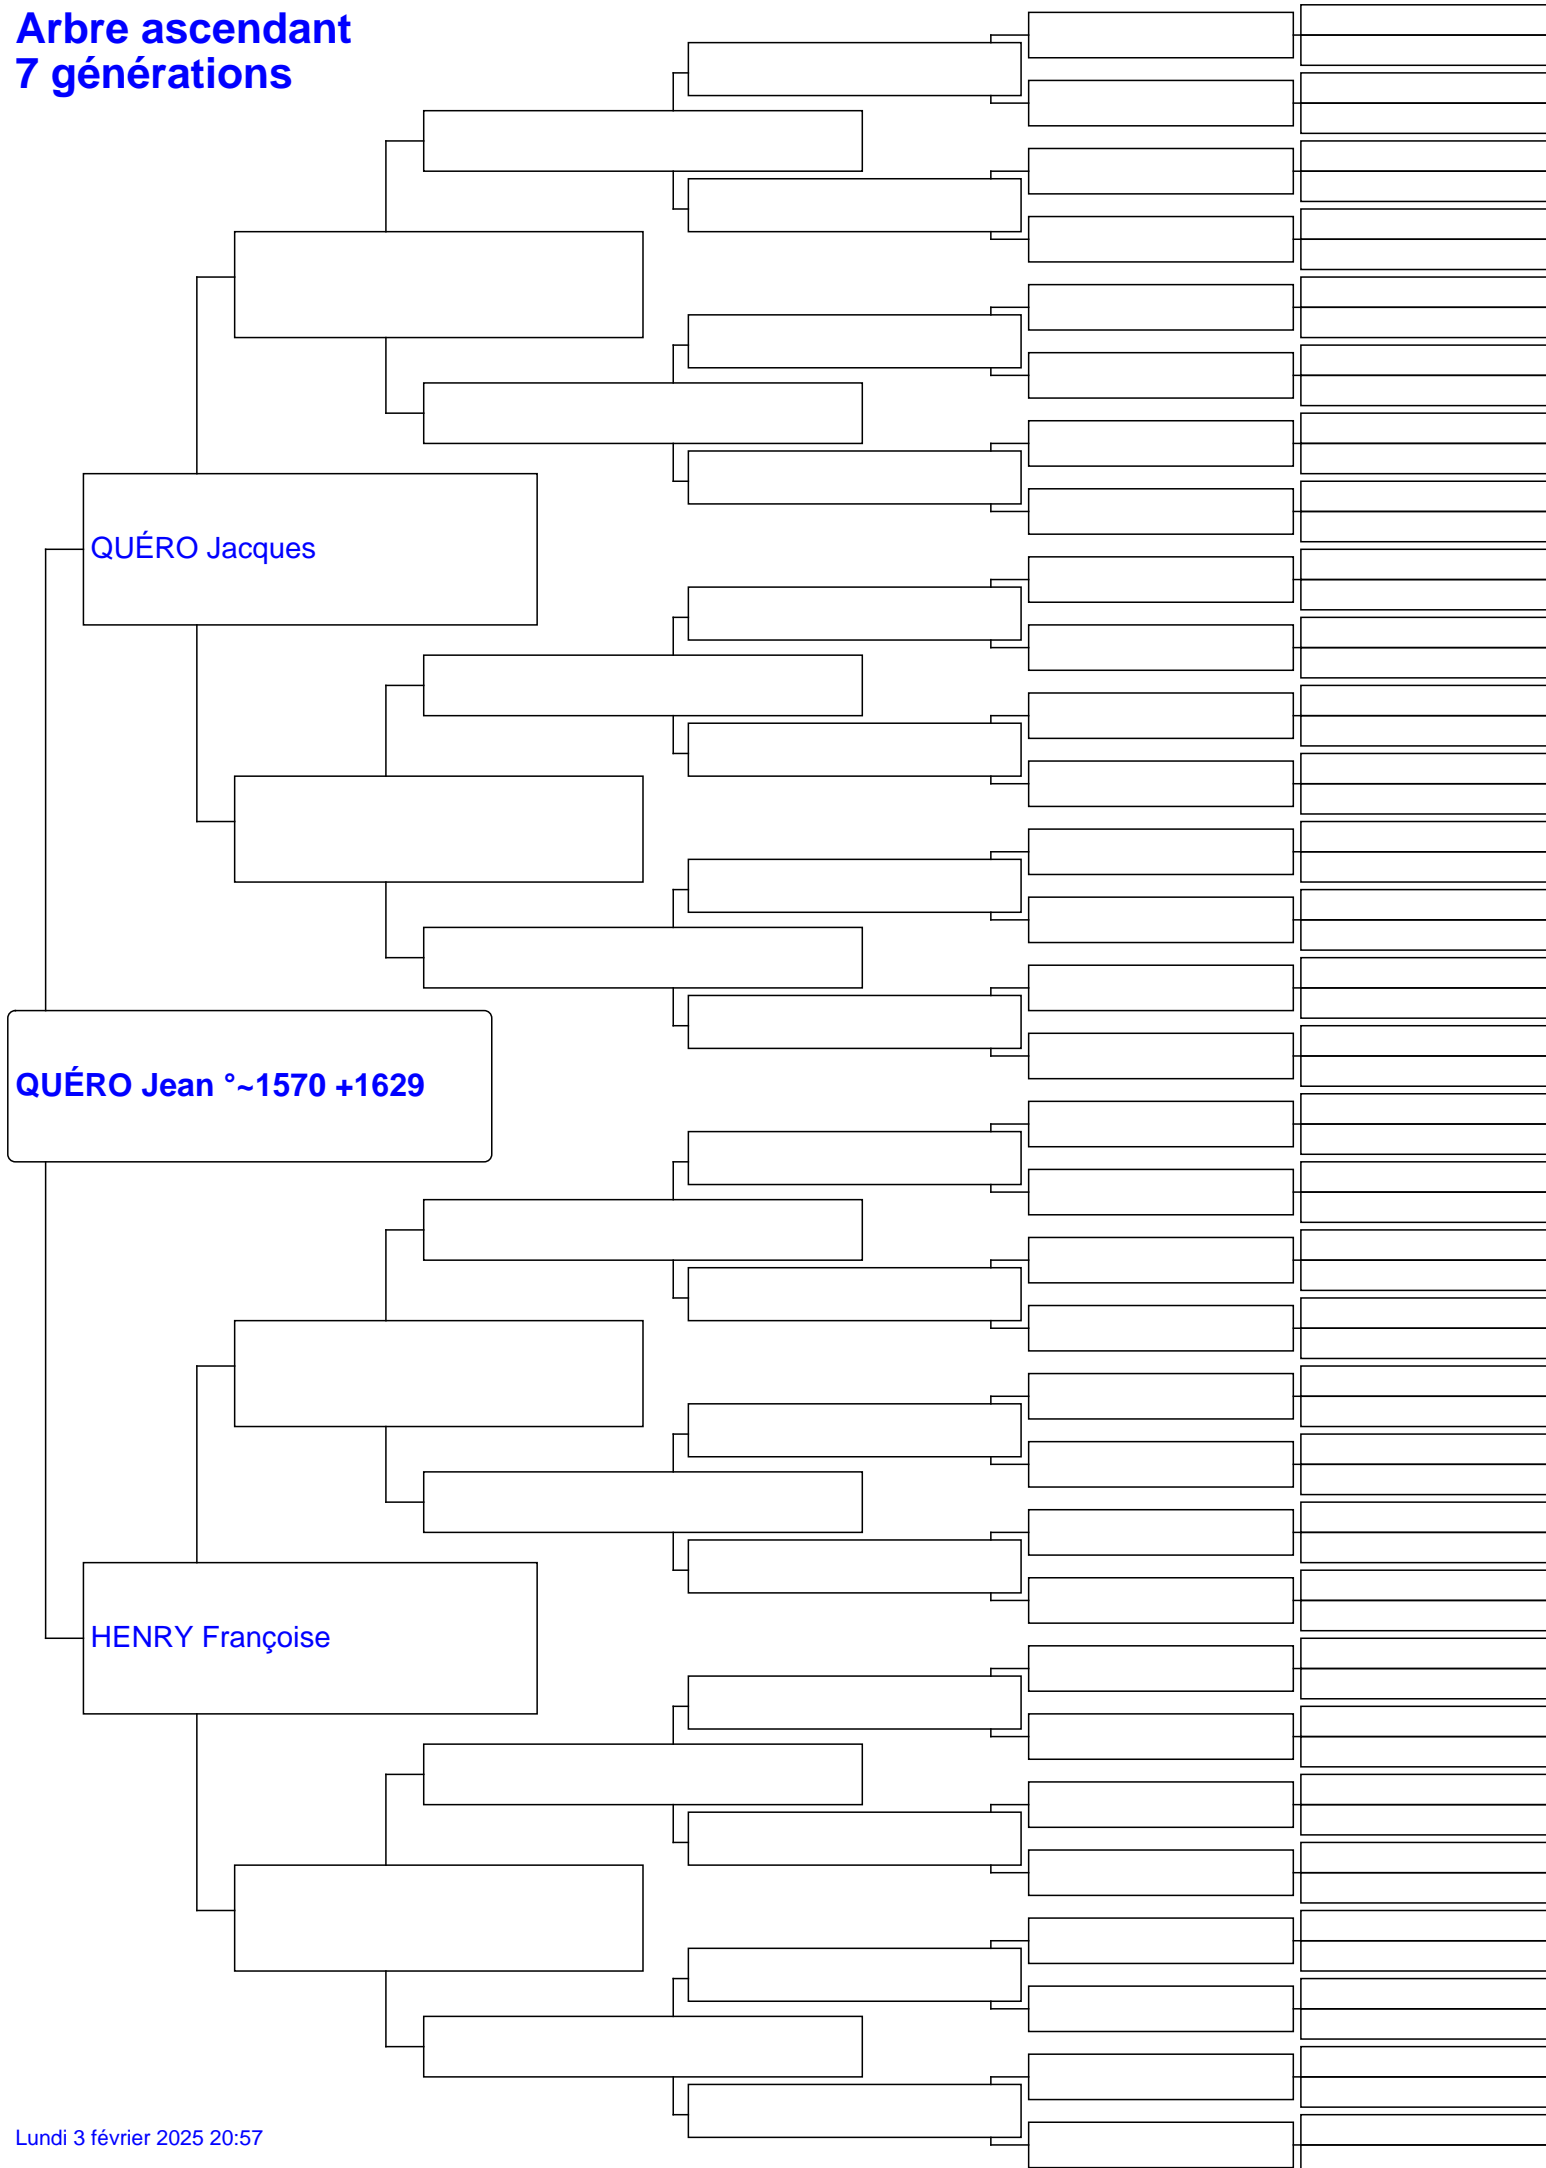 Arbre ascendant
7 générations
QUÉRO Jacques
QUÉRO Jean °~1570 +1629
HENRY Françoise
Lundi 3 février 2025 20:57